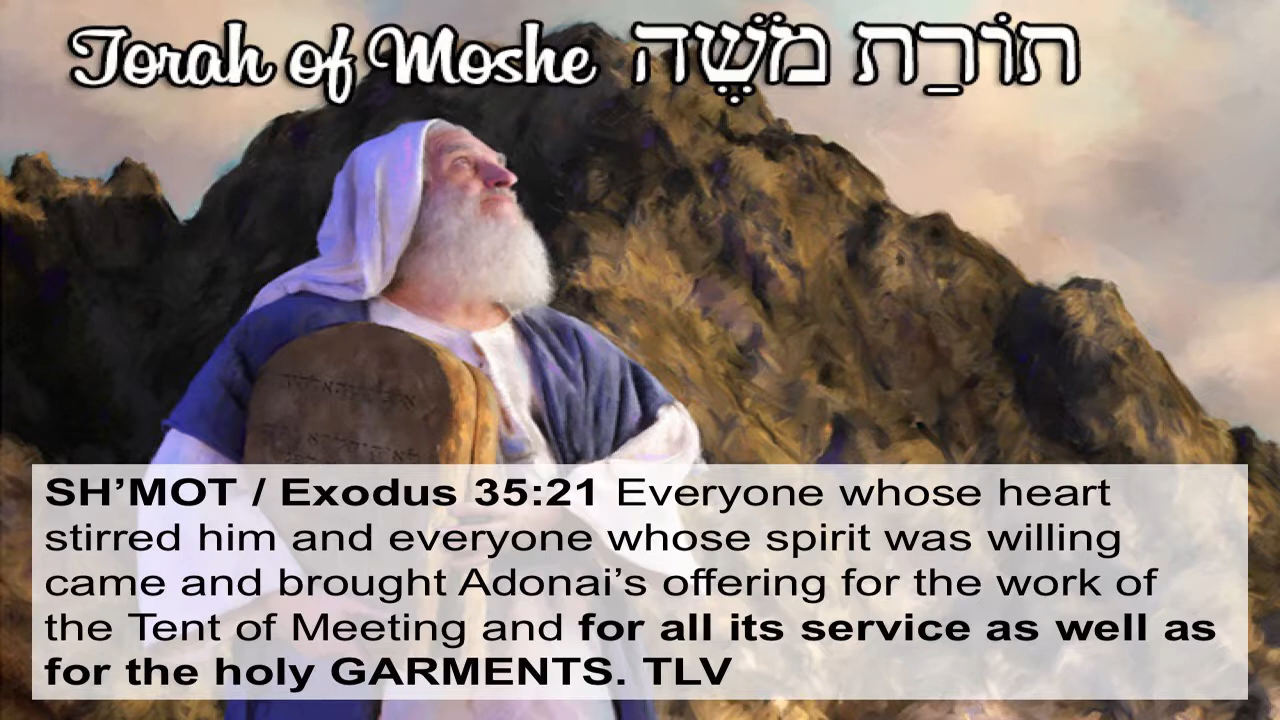 Torah of Moshe תּוֹרַת מֹשֶׁה
SH’MOT / Exodus 35:21 Everyone whose heart
stirred him and everyone whose spirit was willing
came and brought Adonai’s offering for the work of
the Tent of Meeting and for all its service as well as
for the holy GARMENTS. TLV